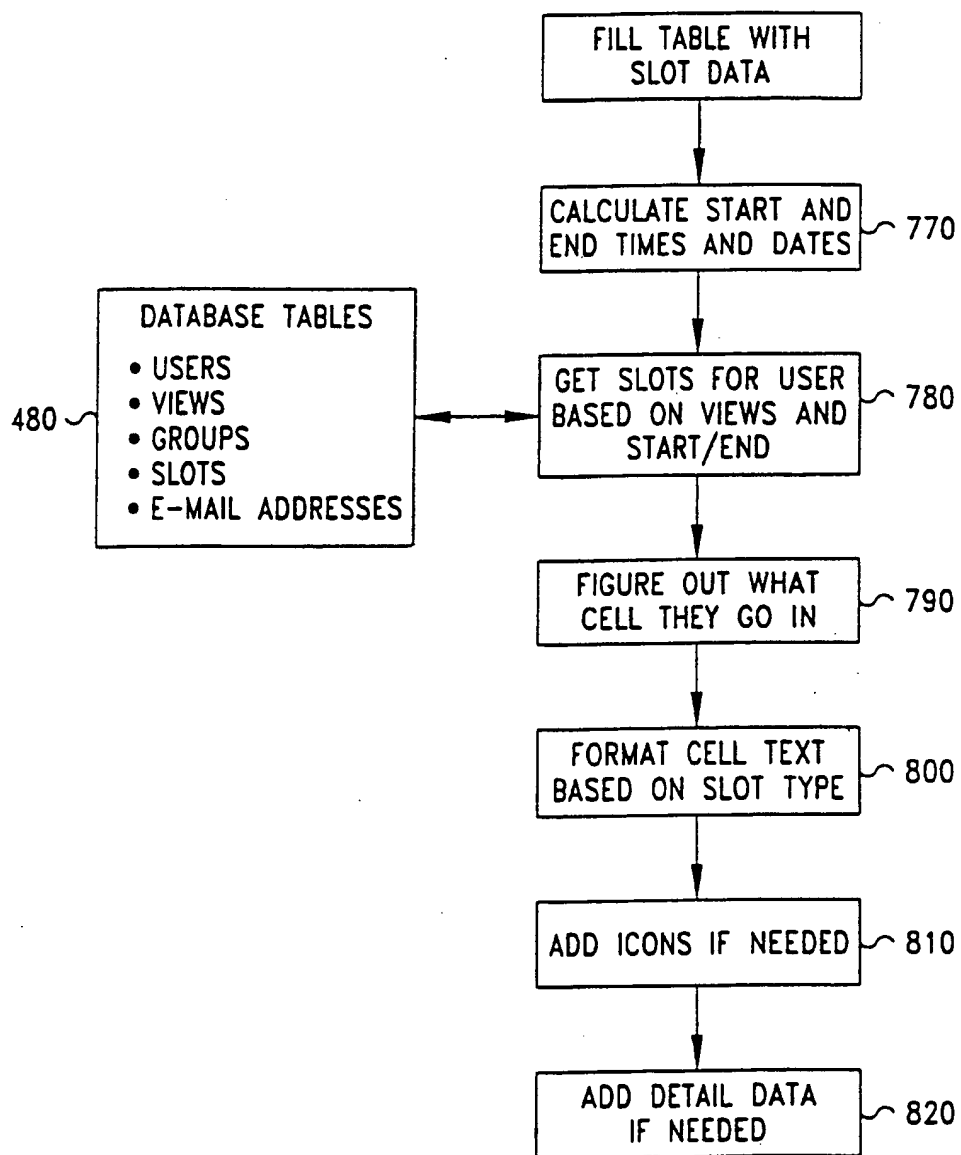 FILL TABLE WITH
SLOT DATA
CALCULATE START AND
END TIMES AND DATES
770
DATABASE TABLES
• USERS
• VIEWS
• GROUPS
• SLOTS
• E-MAIL ADDRESSES
480
GET SLOTS FOR USER
BASED ON VIEWS AND
START/END
780
FIGURE OUT WHAT
CELL THEY GO IN
790
FORMAT CELL TEXT
BASED ON SLOT TYPE
800
ADD ICONS IF NEEDED
810
ADD DETAIL DATA
IF NEEDED
820